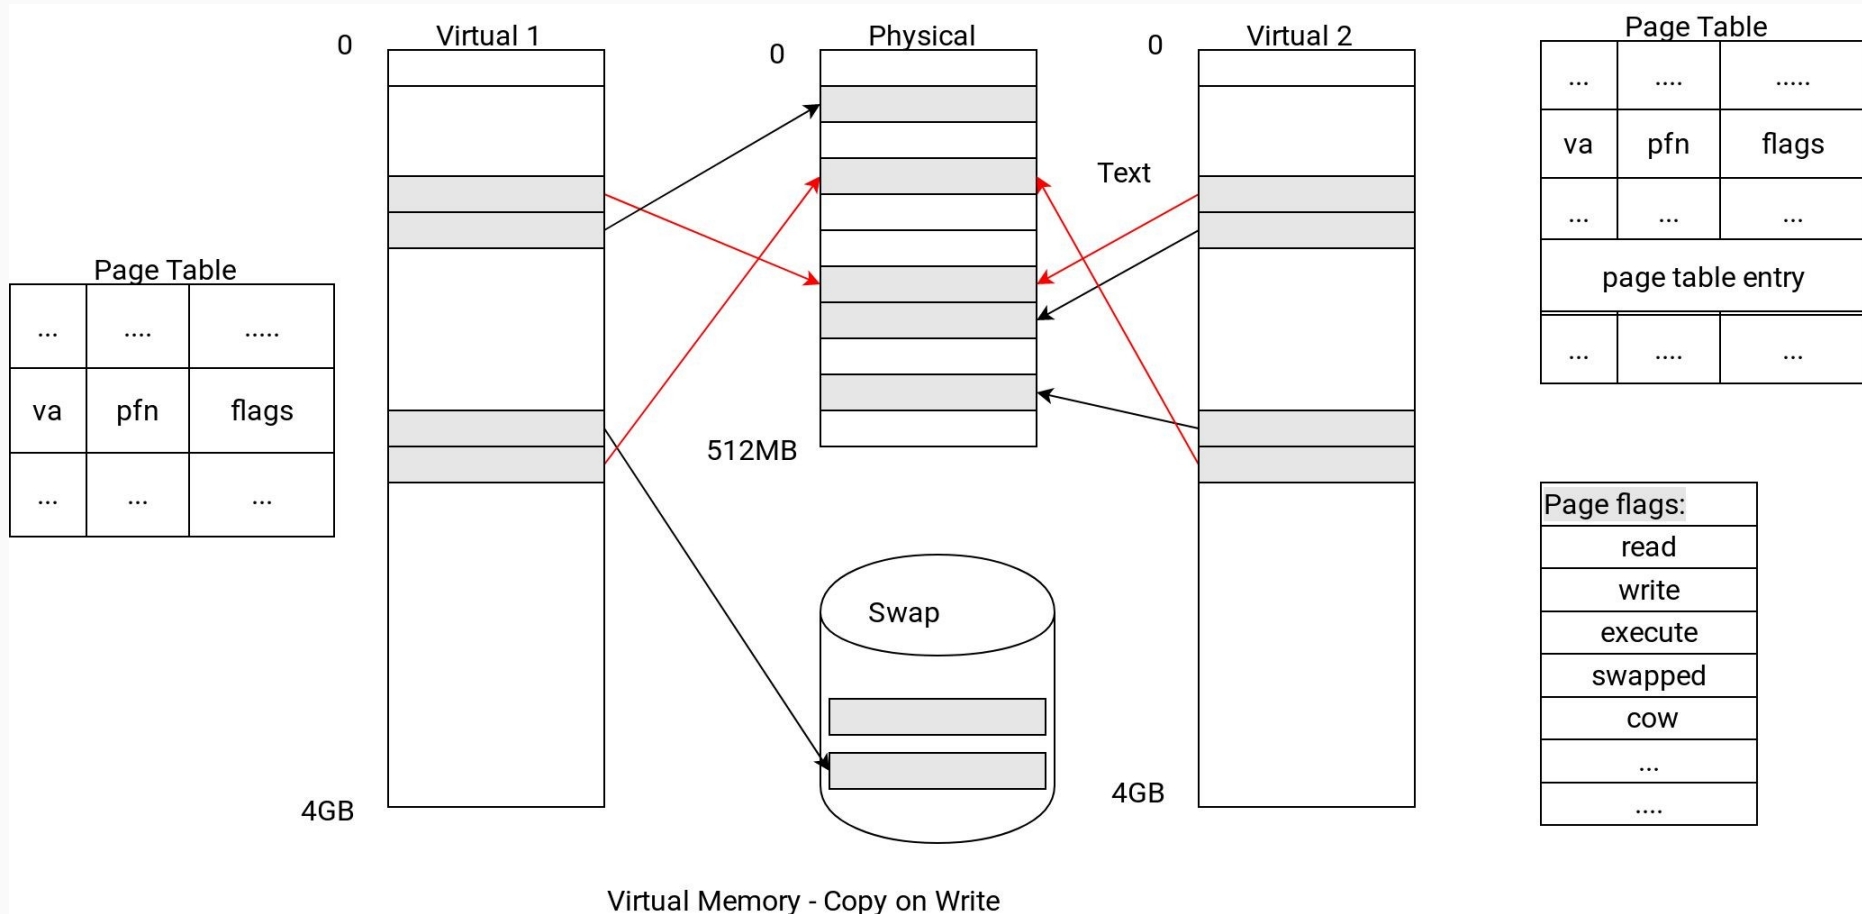 Virtual 1
Physical
Virtual 2
Page Table
0
0
0
... .... .....
va pfn flags
... ... ...
page table entry
... .... ...
Text
Page Table
... .... .....
va pfn flags
... ... ...
512MB
Page flags:
read
write
execute
swapped
cow
...
....
Swap
4GB
4GB
Virtual Memory - Copy on Write